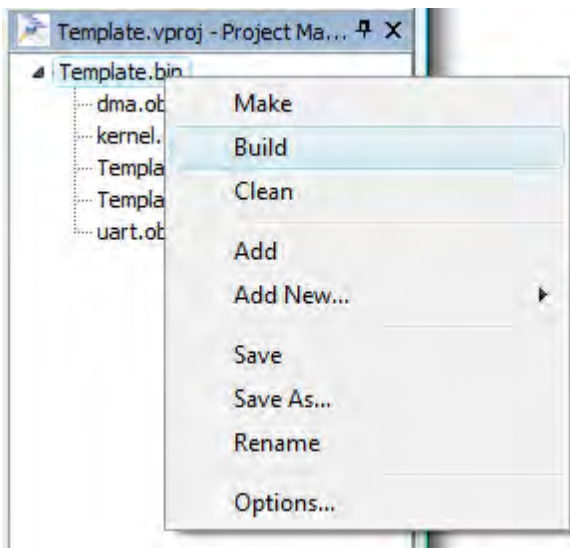 Template.vproj - Project Ma...
Template.bin
dma.ob
kernel.
Templa
Templa
uart.ob
Make
Build
Clean
Add
Add New...
Save
Save As...
Rename
Options...